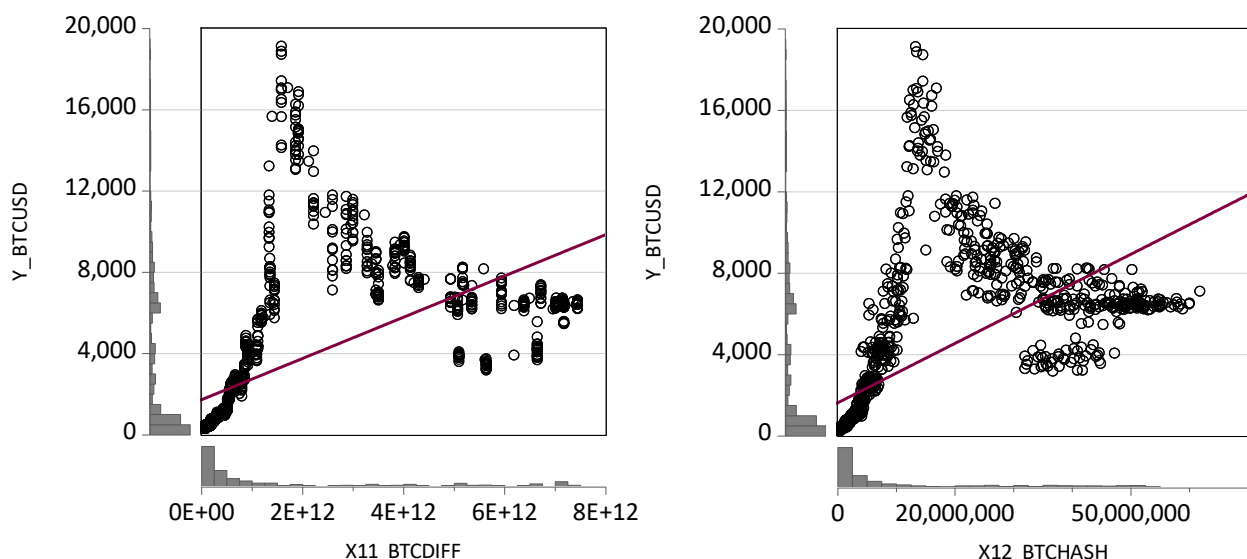 20,000
16,000
12,000
8,000
4,000
0
Y_BTCUSD
0E+00 2E+12 4E+12 6E+12 8E+12
X11_BTCDIFF
20,000
16,000
12,000
8,000
4,000
0
Y_BTCUSD
0 20,000,000 50,000,000
X12_BTCHASH